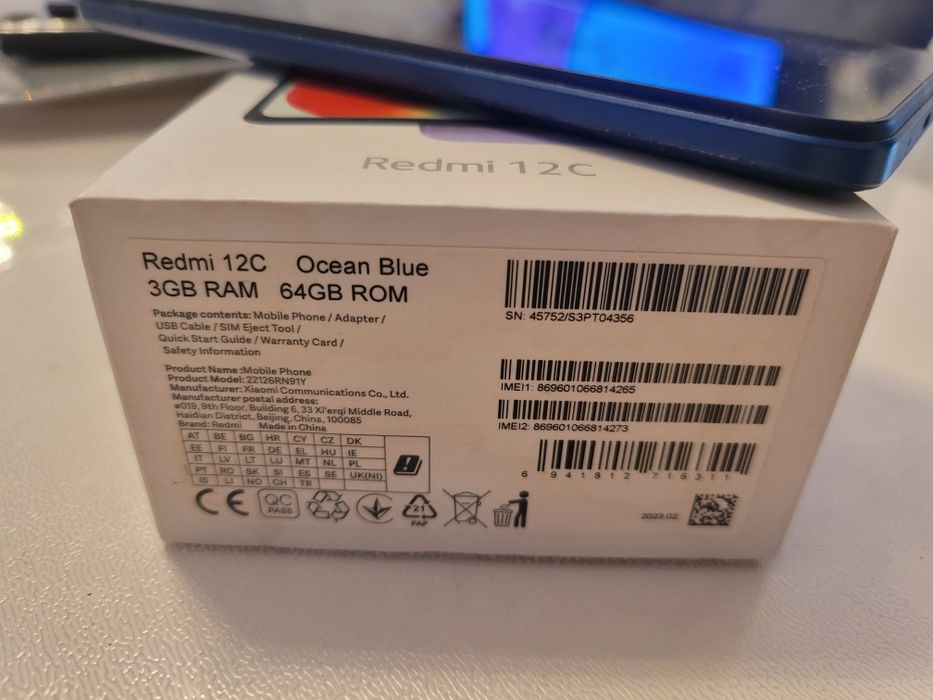 Redmi 12C
Redmi 12C Ocean Blue
3GB RAM 64GB ROM
Package contents: Mobile Phone / Adapter /
USB Cable / SIM Eject Tool /
Quick Start Guide / Warranty Card /
Safety Information
Product Name :Mobile Phone
Product Model: 22126RN91Y
Manufacturer: Xiaomi Communications Co., Ltd.
Manufacturer postal address:
#019, 9th Floor, Building 6, 33 Xi'erqi Middle Road,
Haidian District, Beijing, China, 100085
Brand: Redmi Made in China
AT BE BG HR CY CZ DK
EE FI FR DE EL HU IE
IT LV LT LU MT NL PL
PT RO SK SI ES SE UK(NI)
IS LI NO CH TR
CE QC PASS 21 PAP
SN: 45752/S3PT04356
IMEI1: 869601066814265
IMEI2: 869601066814273
6 941812 716311
2023.02